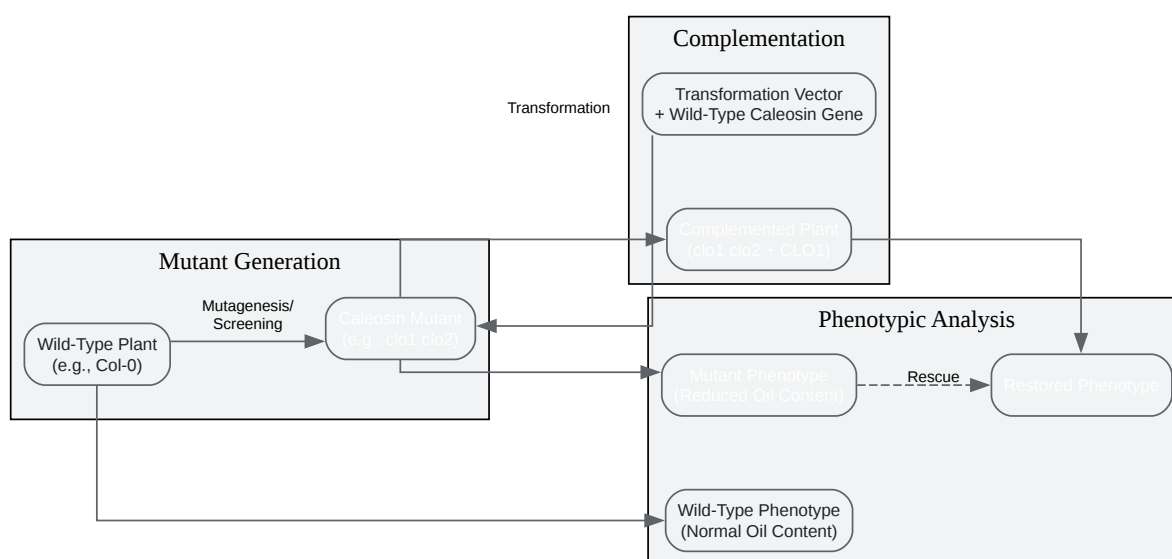 Complementation
Transformation Vector
+ Wild-Type Caleosin Gene
Transformation
Complemented Plant
(clo1 clo2 + CLO1)
Mutant Generation
Mutagenesis/
Screening
Caleosin Mutant
(e.g., clo1 clo2)
Wild-Type Plant
(e.g., Col-0)
Phenotypic Analysis
Mutant Phenotype
(Reduced Oil Content)
Rescue
Restored Phenotype
Wild-Type Phenotype
(Normal Oil Content)